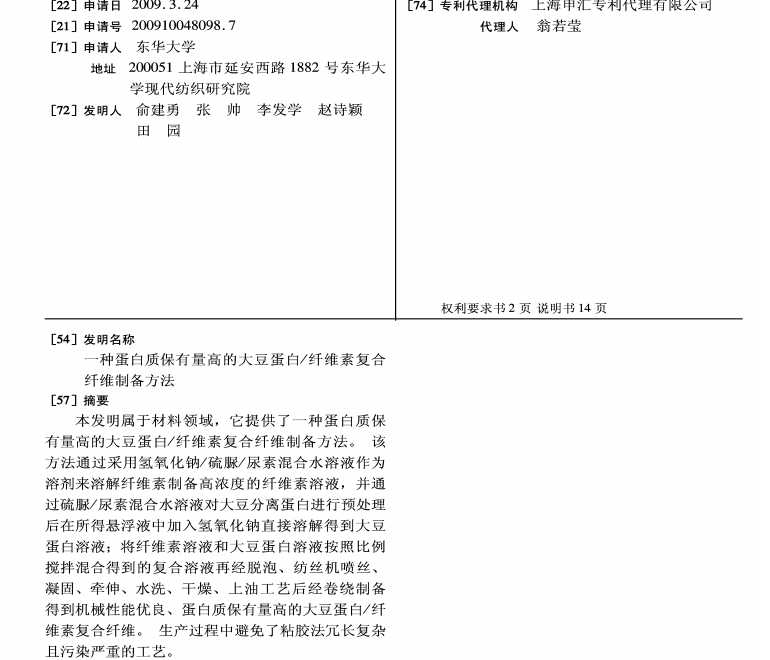 [22] 申请日 2009.3.24
[21] 申请号 200910048098.7
[71] 申请人 东华大学
地址 200051 上海市延安西路 1882 号东华大
学现代纺织研究院
[72] 发明人 俞建勇 张 帅 李发学 赵诗颖
田 园
[74] 专利代理机构 上海申汇专利代理有限公司
代理人 翁若莹
权利要求书 2 页 说明书 14 页
[54] 发明名称
一种蛋白质保有量高的大豆蛋白/纤维素复合
纤维制备方法
[57] 摘要
本发明属于材料领域，它提供了一种蛋白质保
有量高的大豆蛋白/纤维素复合纤维制备方法。 该
方法通过采用氢氧化钠/硫脲/尿素混合水溶液作为
溶剂来溶解纤维素制备高浓度的纤维素溶液，并通
过硫脲/尿素混合水溶液对大豆分离蛋白进行预处理
后在所得悬浮液中加入氢氧化钠直接溶解得到大豆
蛋白溶液；将纤维素溶液和大豆蛋白溶液按照比例
搅拌混合得到的复合溶液再经脱泡、纺丝机喷丝、
凝固、牵伸、水洗、干燥、上油工艺后经卷绕制备
得到机械性能优良、蛋白质保有量高的大豆蛋白/纤
维素复合纤维。 生产过程中避免了粘胶法冗长复杂
且污染严重的工艺。